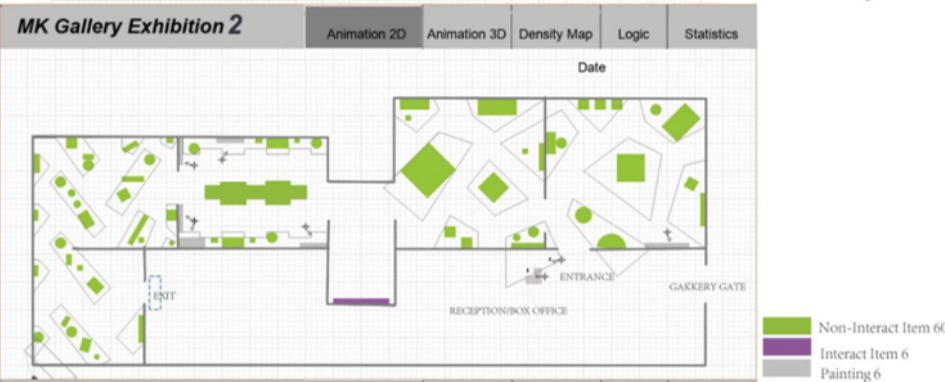 MK Gallery Exhibition 2
Animation 2D
Animation 3D
Density Map
Logic
Statistics
Date
ENTRANCE
EXIT
GAKKERY GATE
RECEPTION/BOX OFFICE
Non-Interact Item 60
Interact Item 6
Painting 6